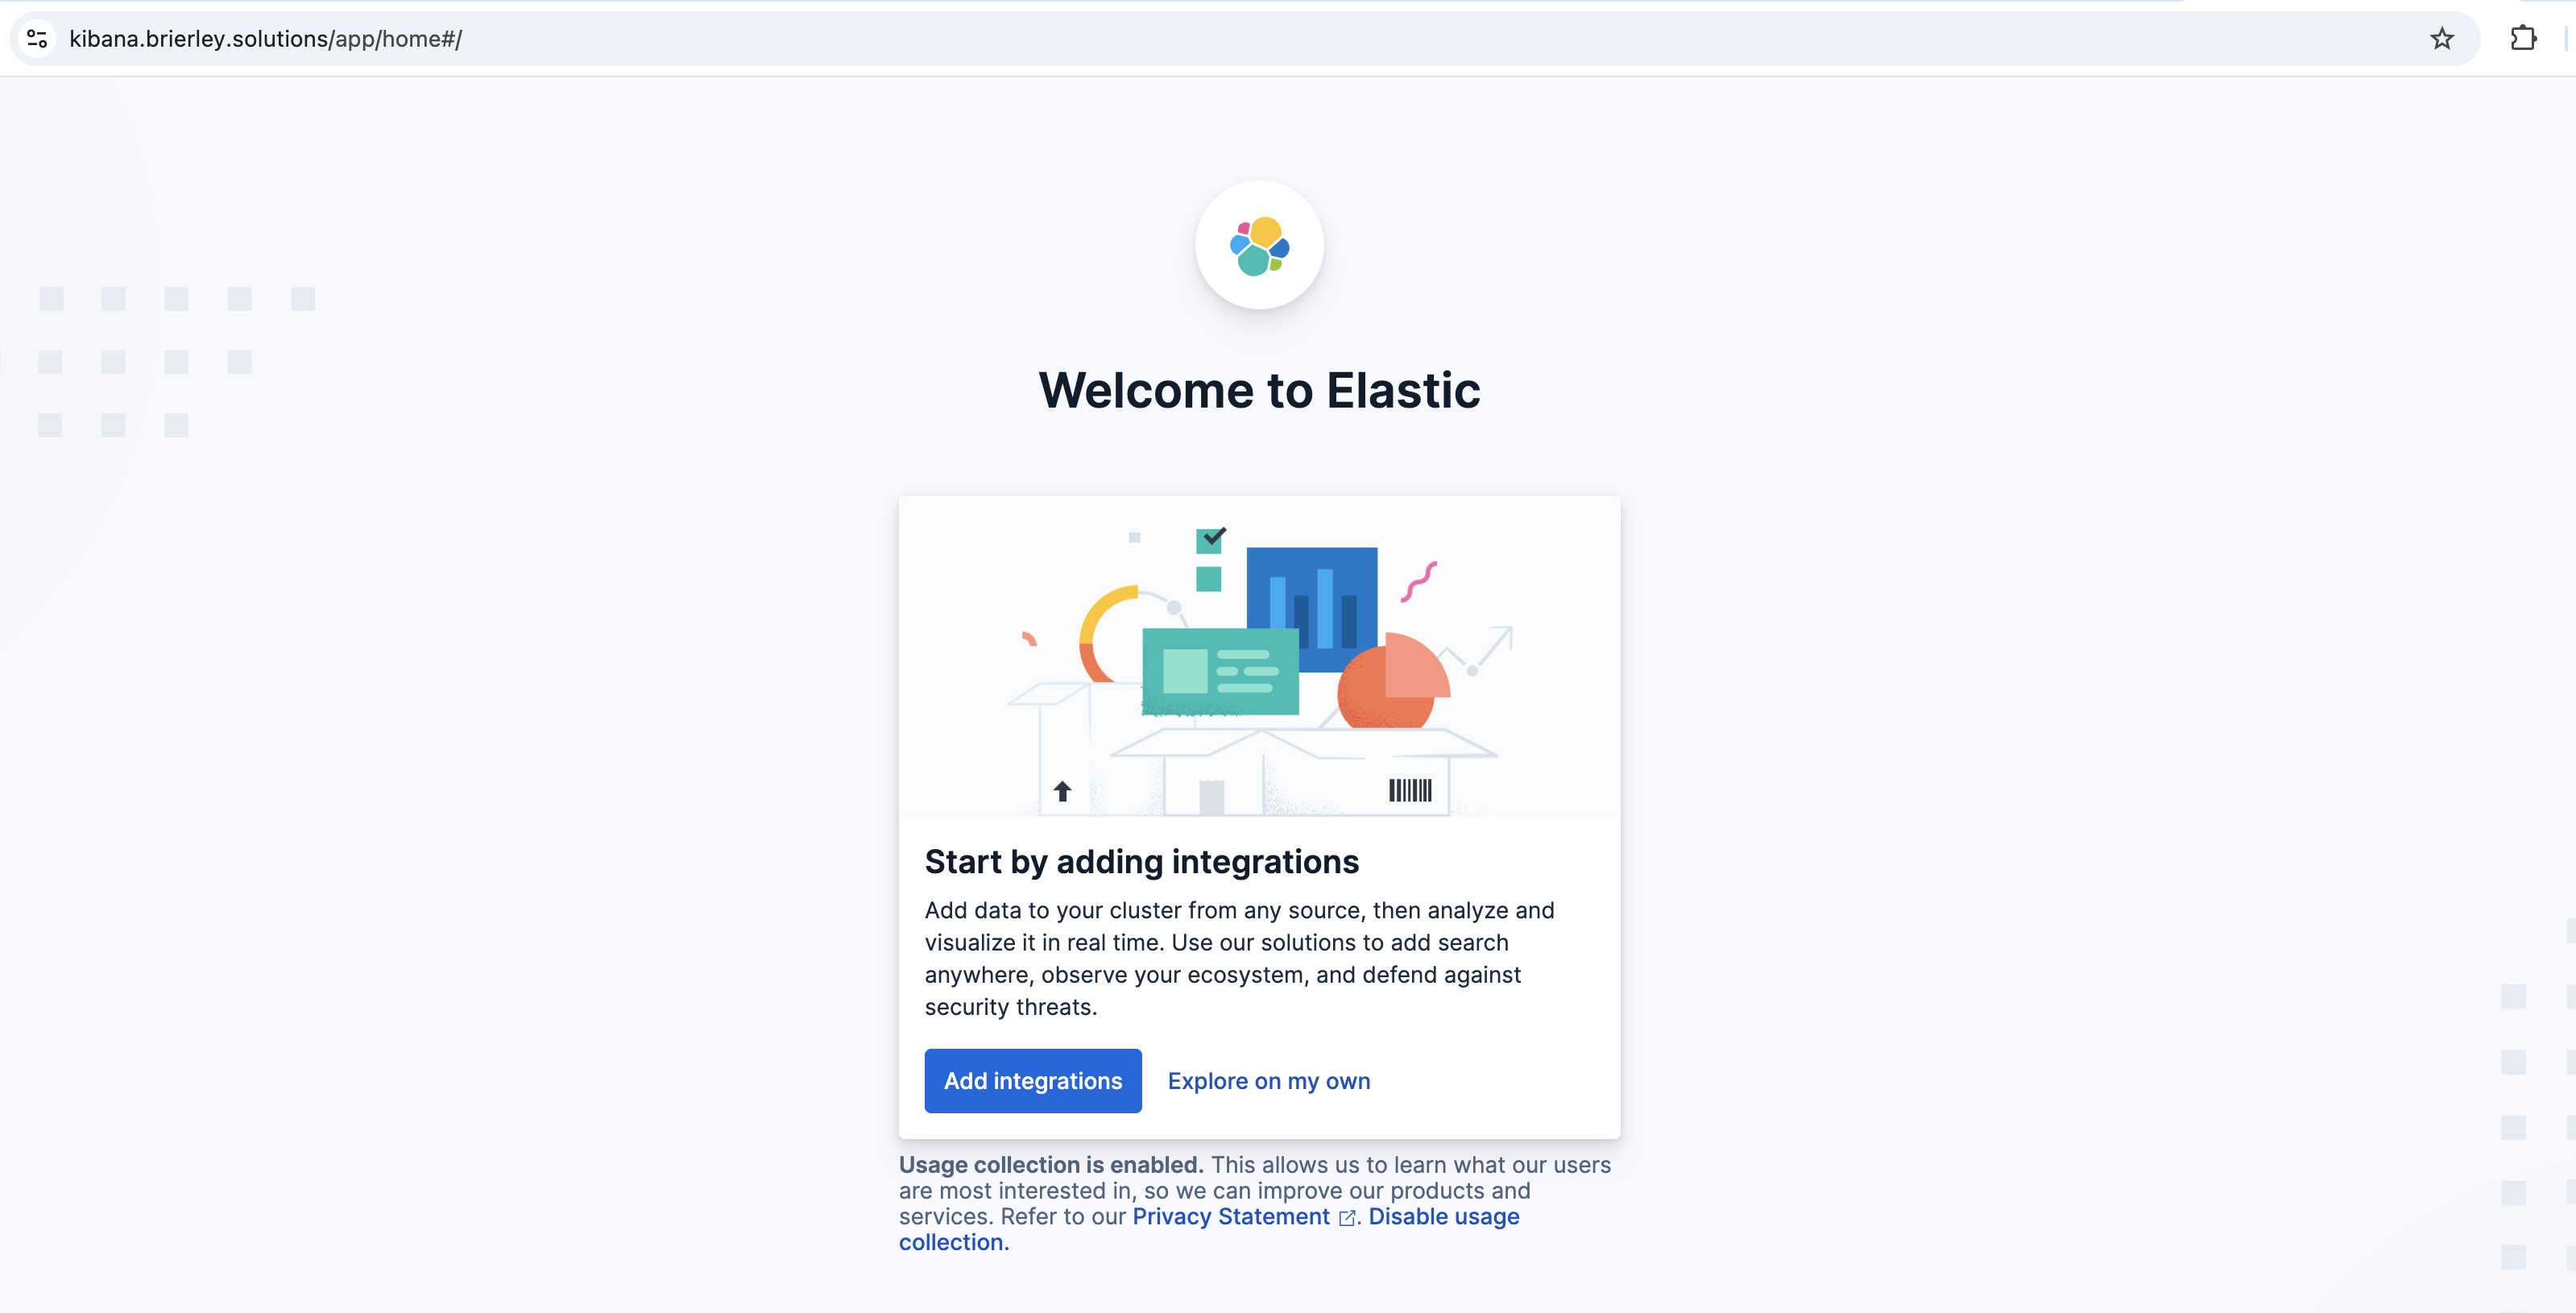 kibana.brierley.solutions/app/home#/
Welcome to Elastic
Start by adding integrations
Add data to your cluster from any source, then analyze and
visualize it in real time. Use our solutions to add search
anywhere, observe your ecosystem, and defend against
security threats.
Add integrations
Explore on my own
Usage collection is enabled. This allows us to learn what our users
are most interested in, so we can improve our products and
services. Refer to our Privacy Statement. Disable usage
collection.